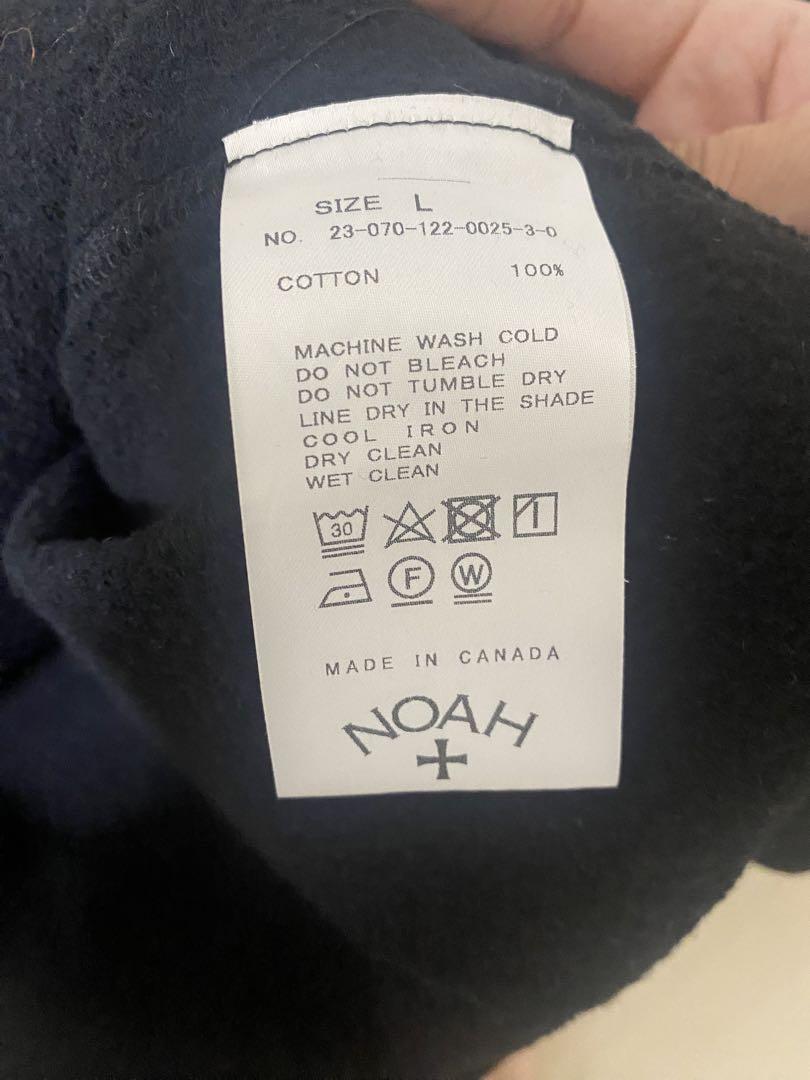 SIZE L
NO. 23-070-122-0025-3-0
COTTON 100%
MACHINE WASH COLD
DO NOT BLEACH
DO NOT TUMBLE DRY
LINE DRY IN THE SHADE
COOL IRON
DRY CLEAN
WET CLEAN
30
F W
MADE IN CANADA
NOAH